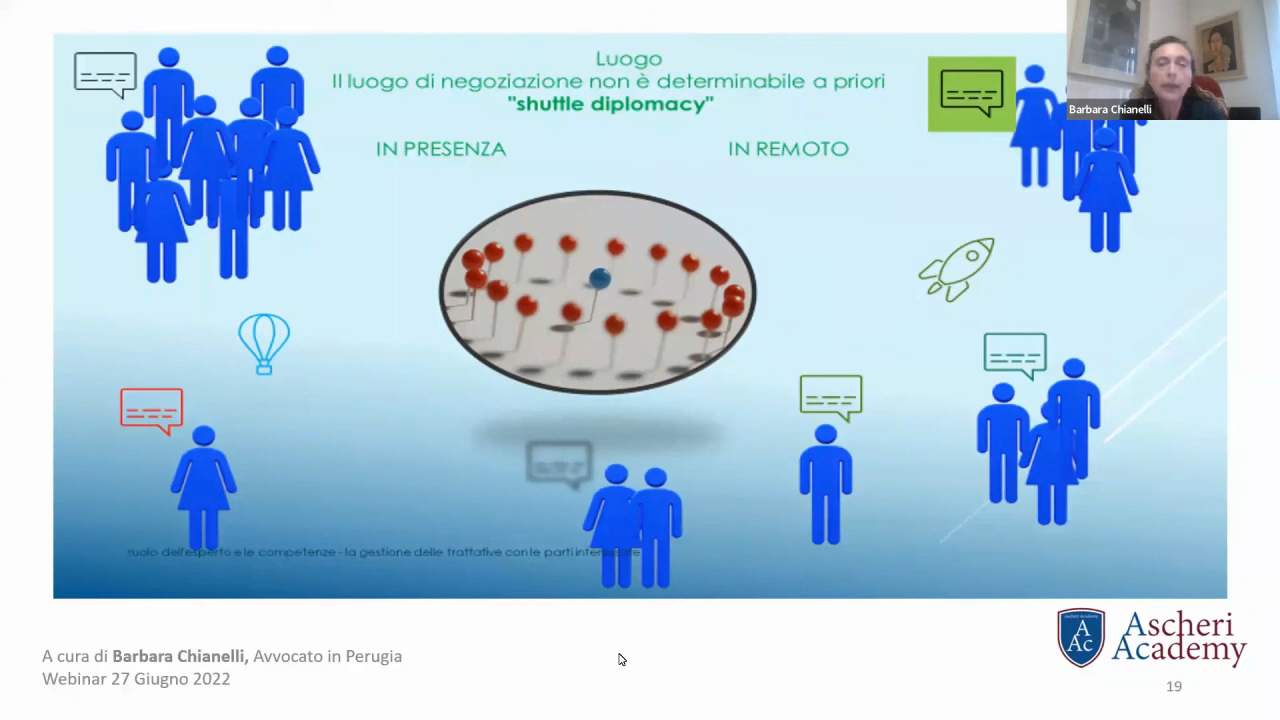 Luogo
Il luogo di negoziazione non è determinabile a priori
"shuttle diplomacy"
IN PRESENZA
IN REMOTO
Barbara Chianelli
ruolo dell'esperto e le competenze - la gestione delle trattative con le parti
A cura di Barbara Chianelli, Avvocato in Perugia
Webinar 27 Giugno 2022
A
Ac
Ascheri
Academy
19